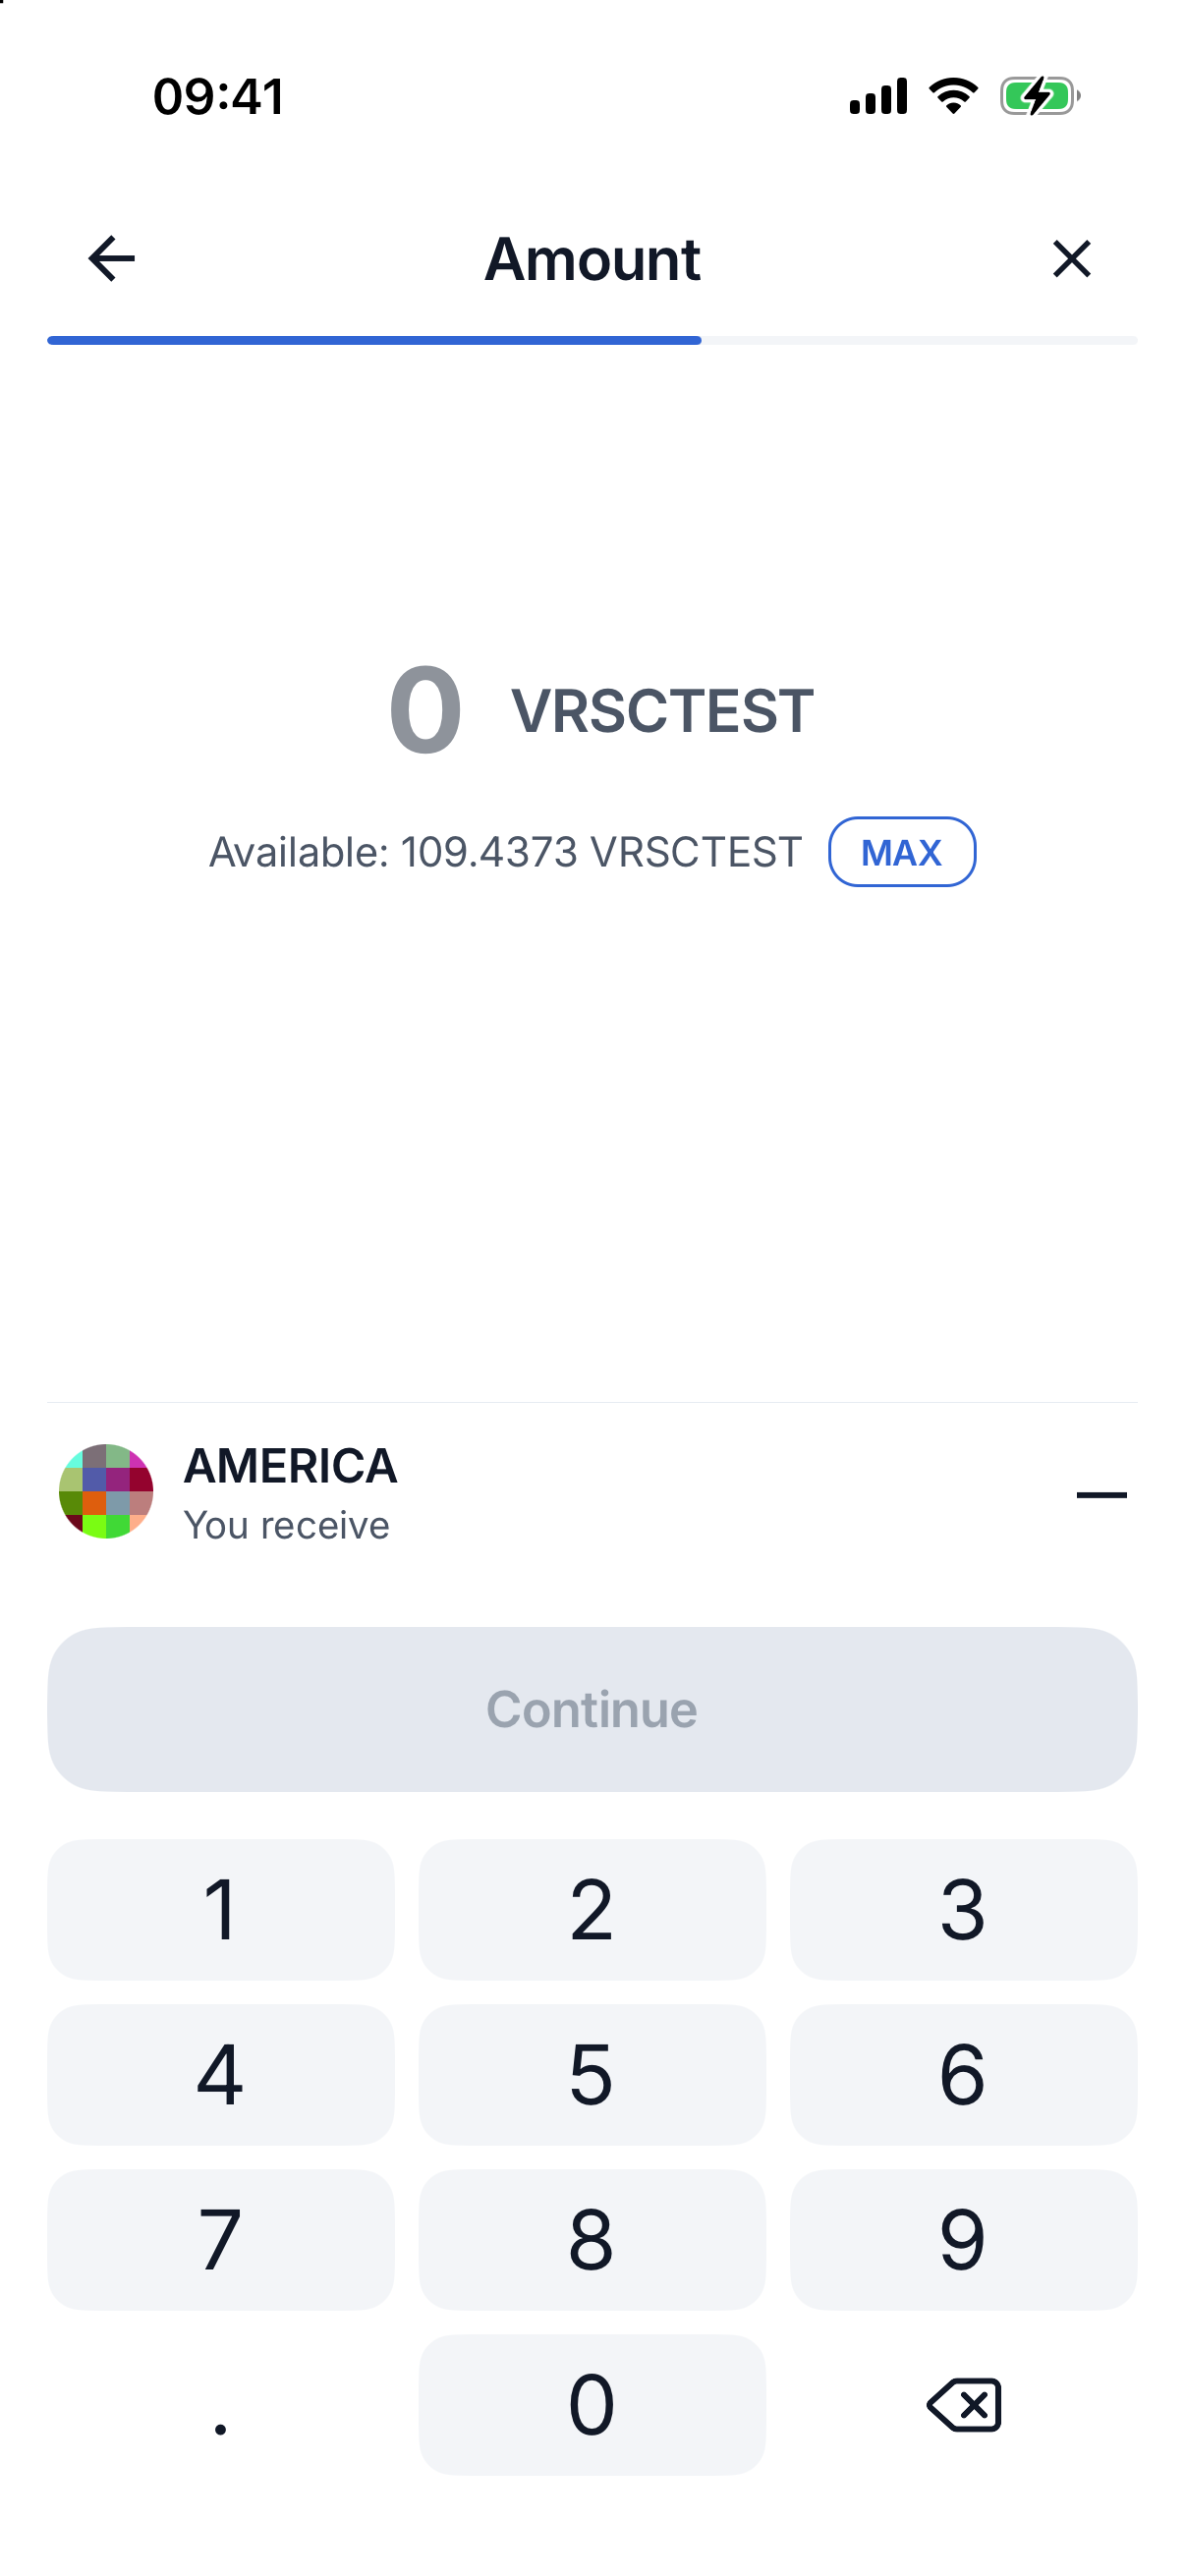 09:41
Amount
0 VRSCTEST
Available: 109.4373 VRSCTEST MAX
AMERICA
You receive
—
Continue
1 2 3
4 5 6
7 8 9
. 0